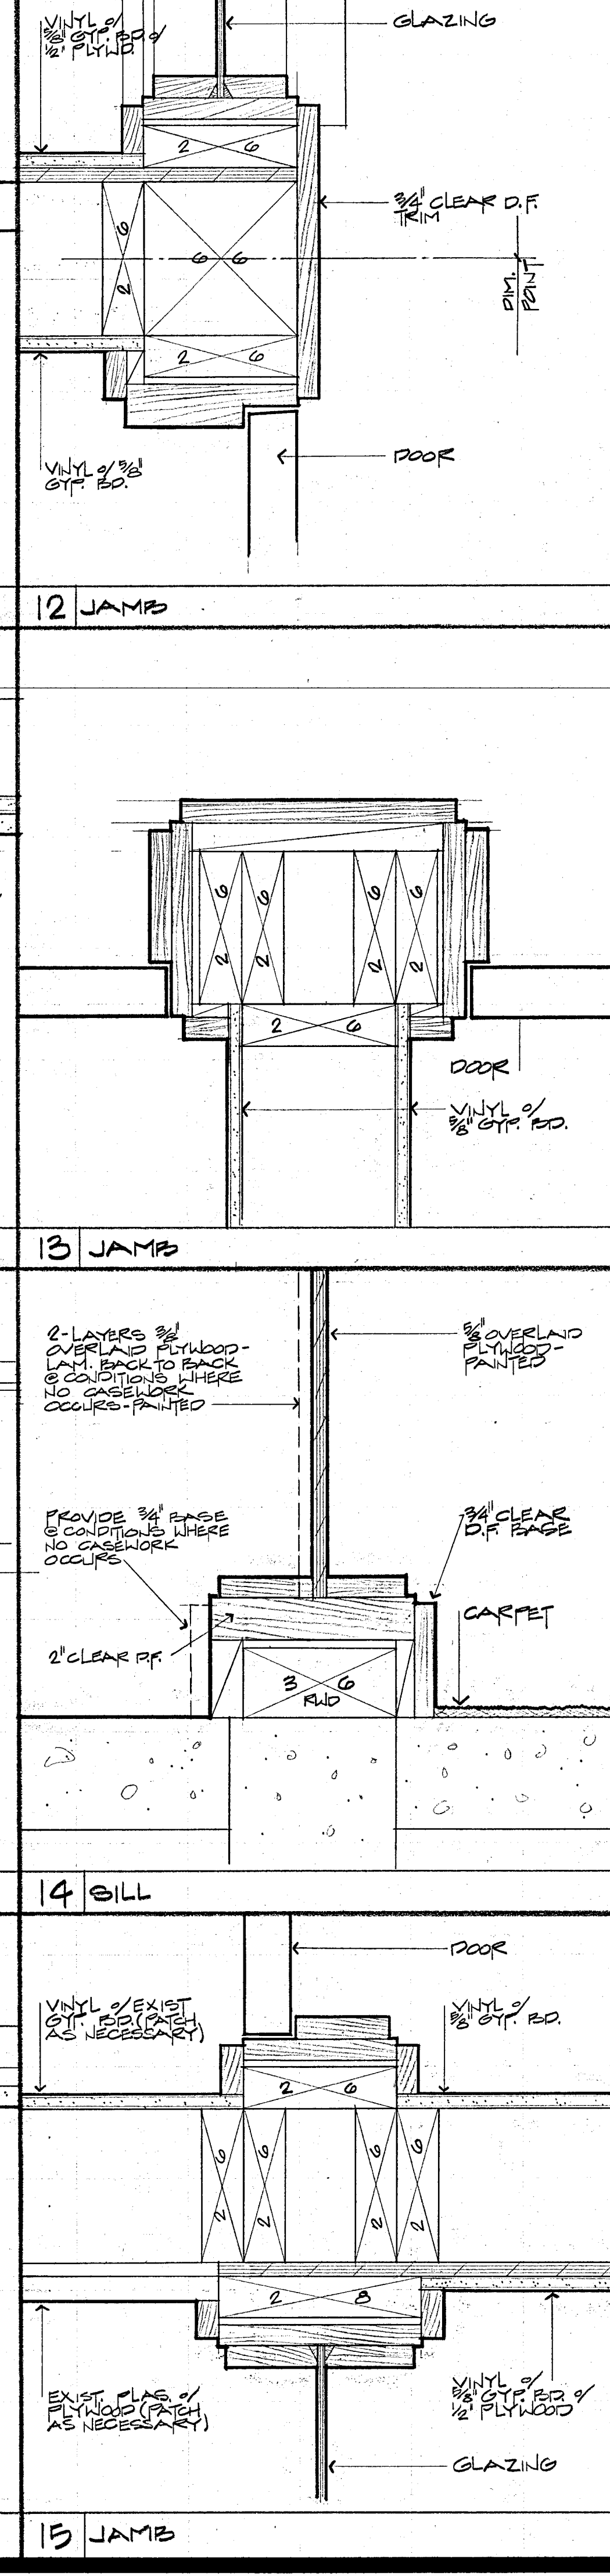 VINYL o/
5/8" GYP. BD. o/
1/2" PLYWD.
GLAZING
2 6
3/4" CLEAR D.F.
TRIM
2 6
6 6
DIM.
POINT
2 6
VINYL o/ 5/8"
GYP. BD.
DOOR
12 JAMB
2 6
2 6
2 6
2 6
2 6
DOOR
VINYL o/
5/8" GYP. BD.
13 JAMB
2-LAYERS 3/8"
OVERLAID PLYWOOD-
LAM. BACK TO BACK
@ CONDITIONS WHERE
NO CASEWORK
OCCURS-PAINTED
5/8" OVERLAID
PLYWOOD-
PAINTED
PROVIDE 3/4" BASE
@ CONDITIONS WHERE
NO CASEWORK
OCCURS
3/4" CLEAR
D.F. BASE
CARPET
2" CLEAR D.F.
3 6
RWD
14 SILL
DOOR
VINYL o/ EXIST
GYP. BD. (PATCH
AS NECESSARY)
VINYL o/
5/8" GYP. BD.
2 6
2 6
2 6
2 6
2 6
2 8
EXIST. PLAS. o/
PLYWOOD (PATCH
AS NECESSARY)
VINYL o/
5/8" GYP. BD. o/
1/2" PLYWOOD
GLAZING
15 JAMB